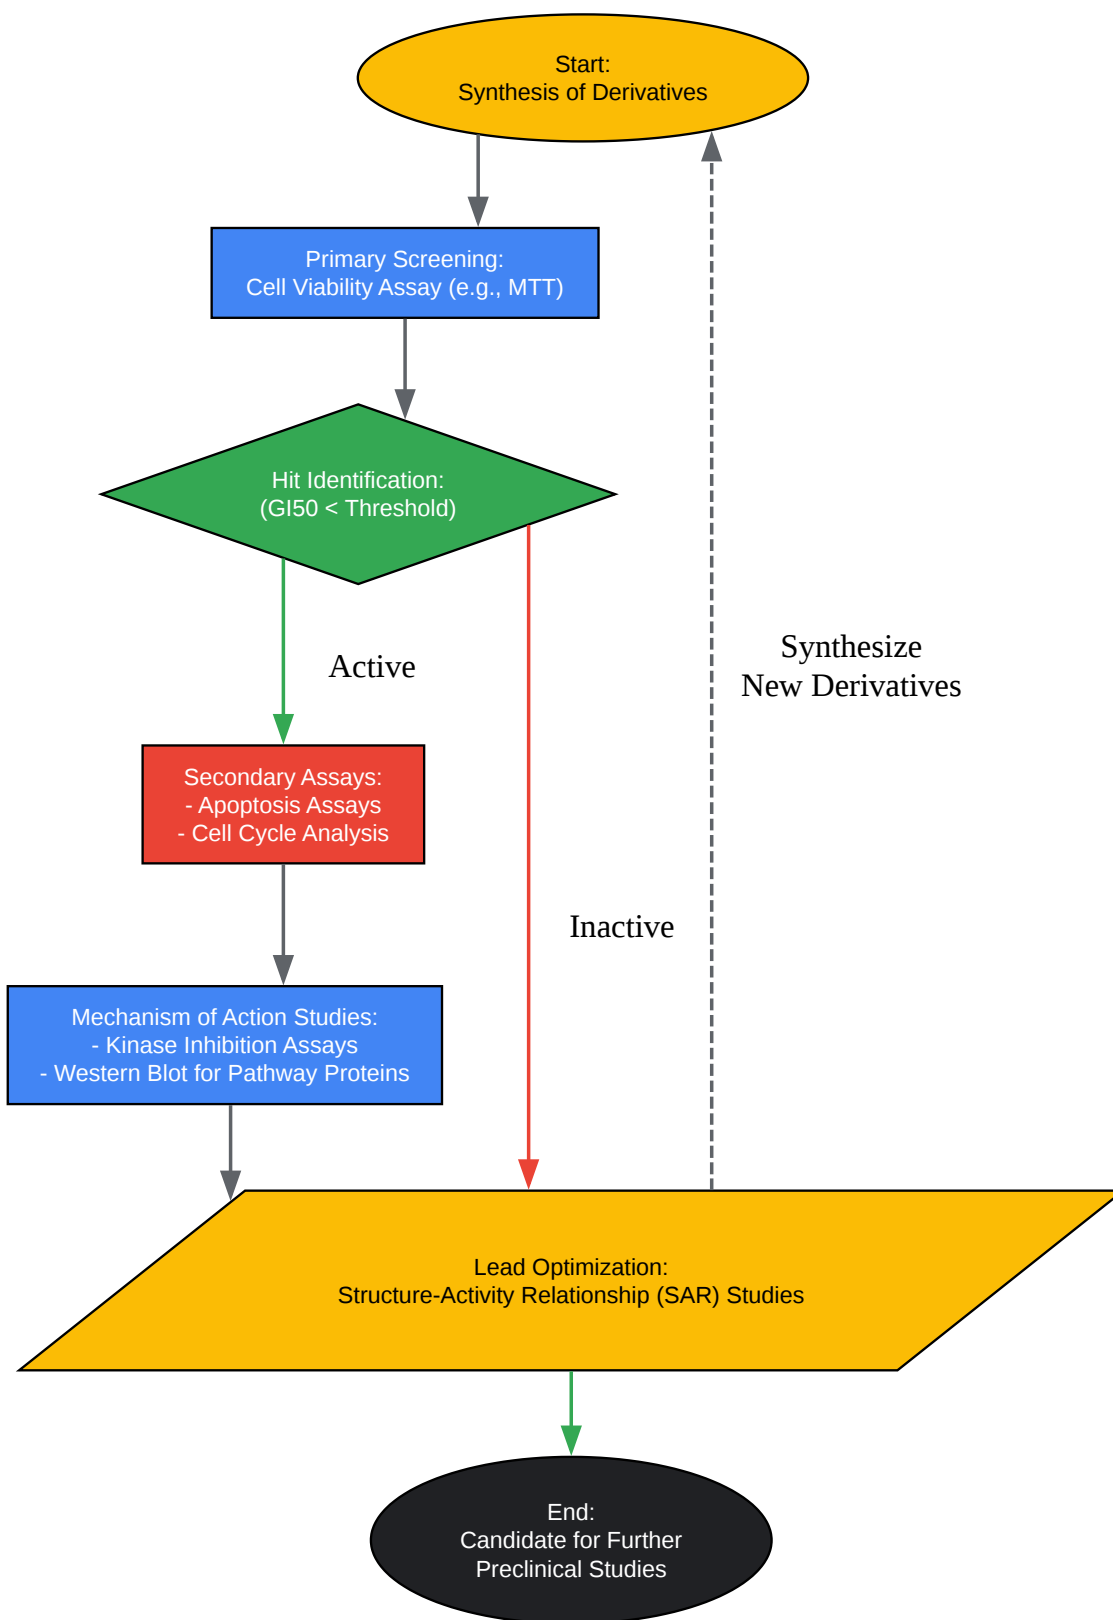 Start:
Synthesis of Derivatives
Primary Screening:
Cell Viability Assay (e.g., MTT)
Hit Identification:
(GI50 < Threshold)
Active
Synthesize
New Derivatives
Secondary Assays:
- Apoptosis Assays
- Cell Cycle Analysis
Inactive
Mechanism of Action Studies:
- Kinase Inhibition Assays
- Western Blot for Pathway Proteins
Lead Optimization:
Structure-Activity Relationship (SAR) Studies
End:
Candidate for Further
Preclinical Studies